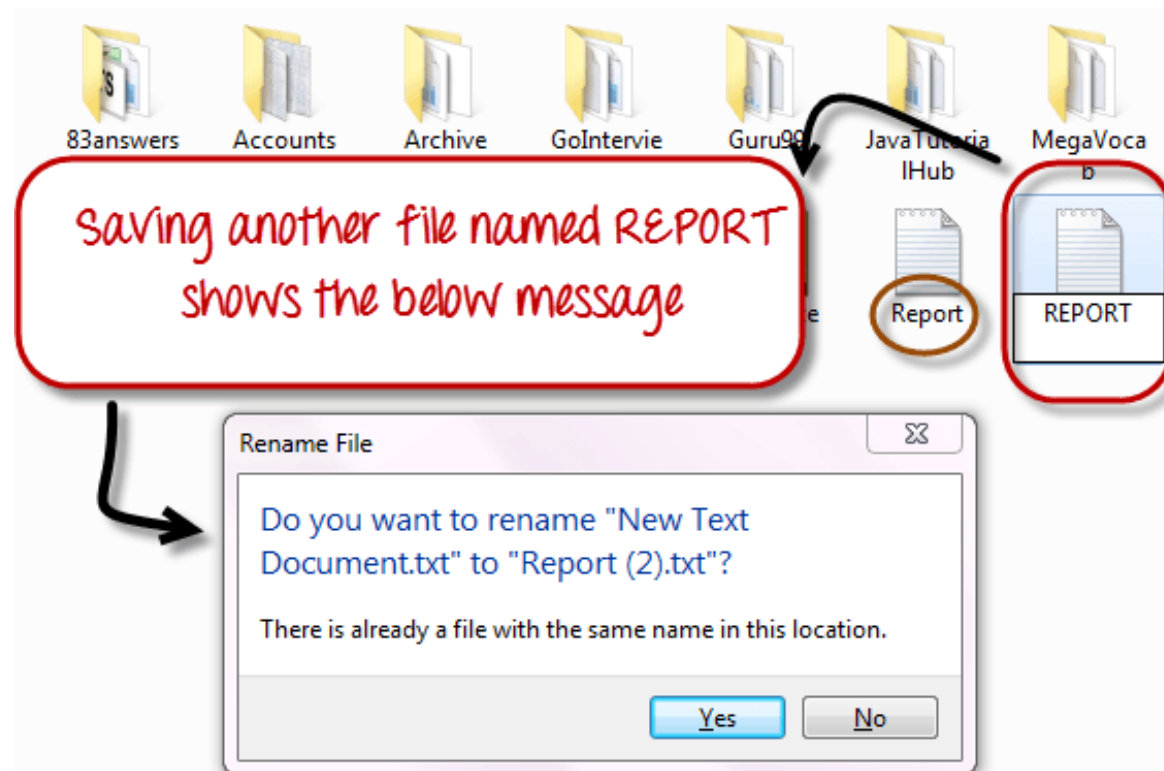 83answers Accounts Archive GoIntervie Guru99 JavaTutoria MegaVoca
lHub b
Saving another file named REPORT
shows the below message
e Report REPORT
Rename File
Do you want to rename "New Text
Document.txt" to "Report (2).txt"?
There is already a file with the same name in this location.
Yes No